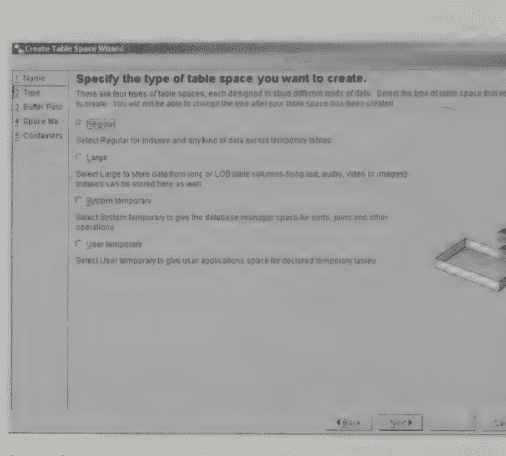 Create Table Space Wizard
1 Name
2 Type
3 Buffer Pool
4 Space Ma
5 Containers
Specify the type of table space you want to create.
There are four types of table spaces, each designed to store different kinds of data. Select the type of table space that yo
to create. You will not be able to change the type after your table space has been created.
Regular
Select Regular for indexes and any kind of data except temporary tables.
Large
Select Large to store data from long or LOB table columns (long text, audio, video or images).
Indexes can be stored here as well.
System temporary
Select System temporary to give the database manager space for sorts, joins and other
operations.
User temporary
Select User temporary to give user applications space for declared temporary tables.
Back Next